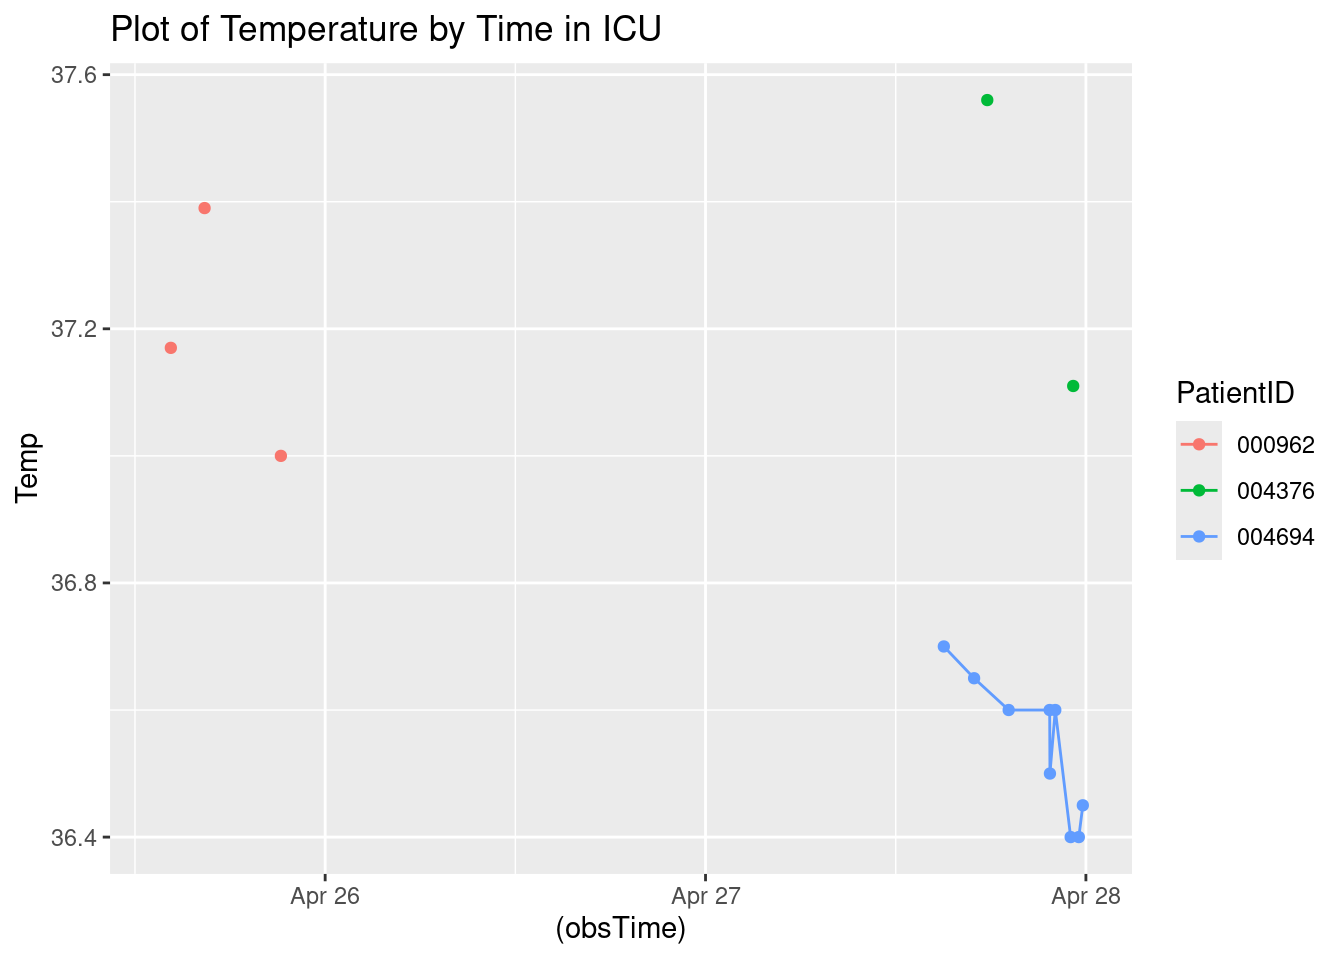 Plot of Temperature by Time in ICU
37.6
37.2
36.8
36.4
Temp
Apr 26
Apr 27
Apr 28
(obsTime)
PatientID
000962
004376
004694